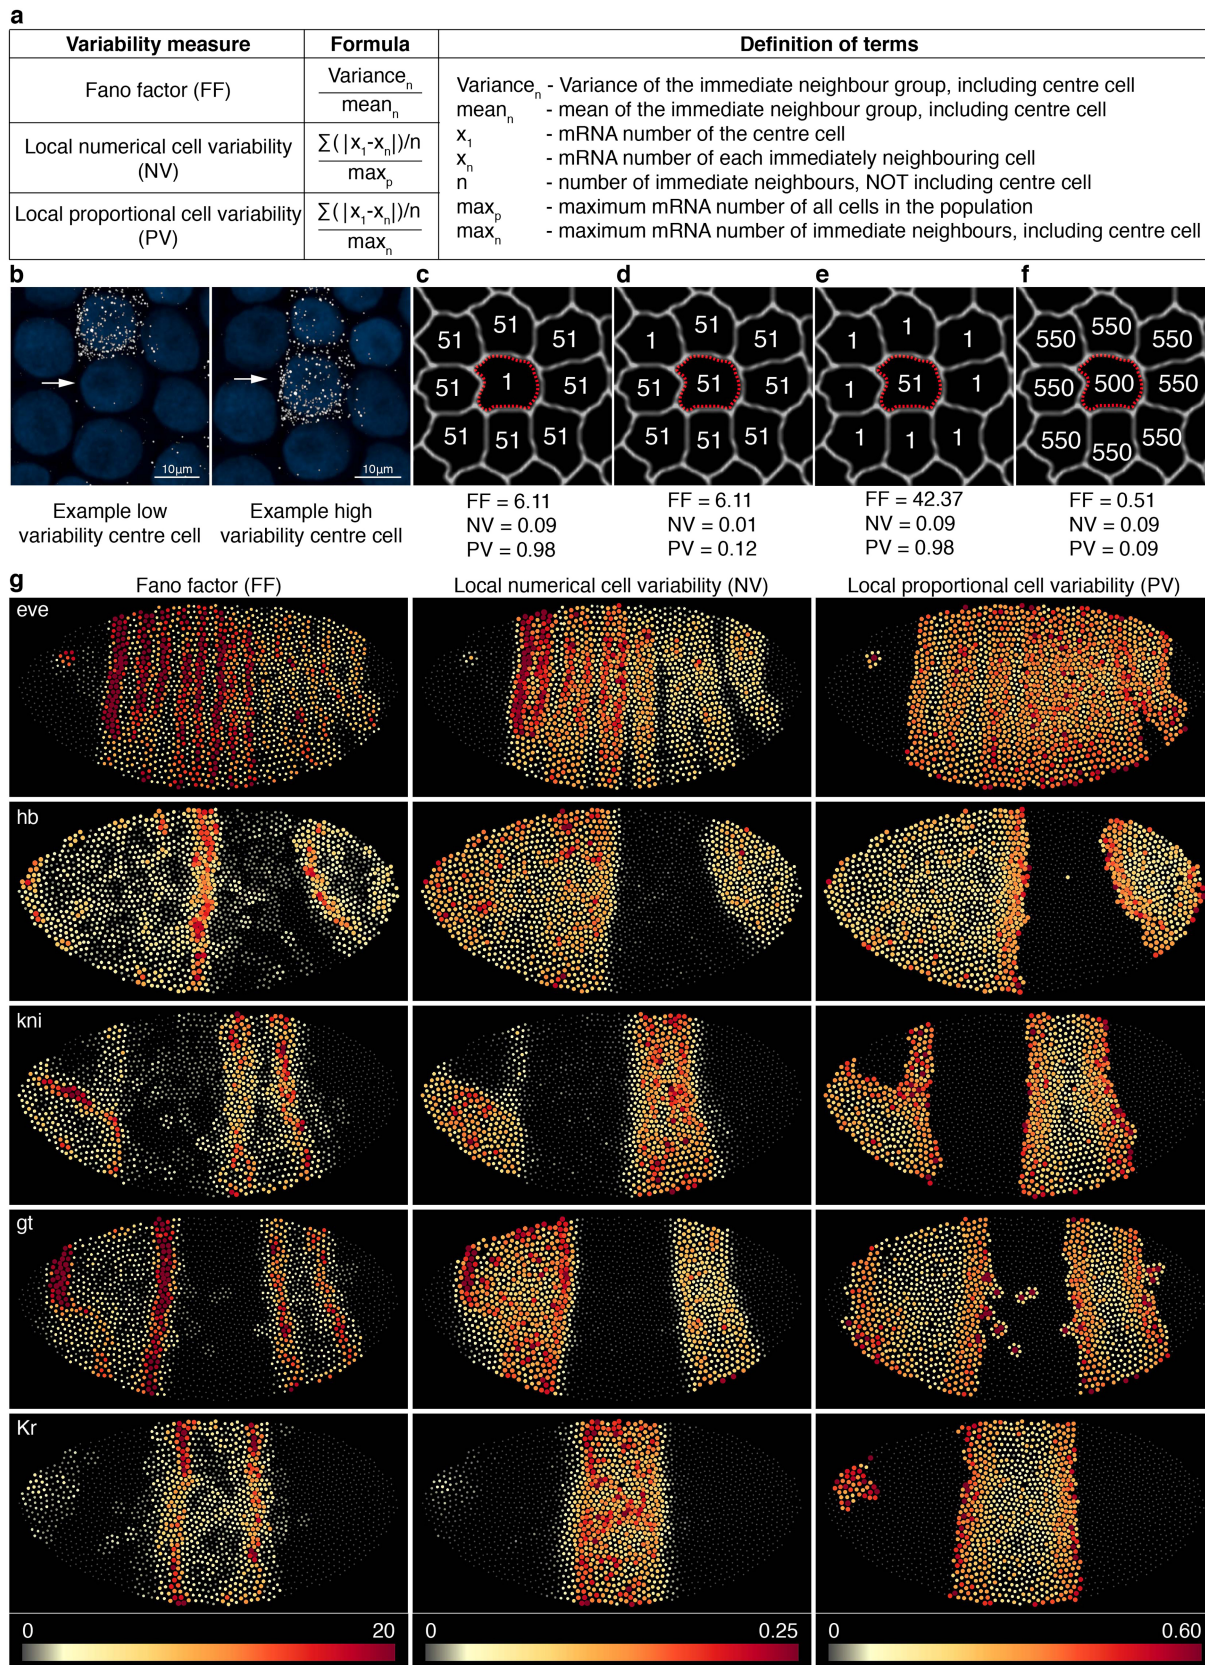 a
Variability measure Formula Definition of terms
Fano factor (FF)
Variance_n
mean_n
Local numerical cell variability
(NV)
∑(|x_1-x_n|)/n
max_p
Local proportional cell variability
(PV)
∑(|x_1-x_n|)/n
max_n
Variance_n - Variance of the immediate neighbour group, including centre cell
mean_n - mean of the immediate neighbour group, including centre cell
x_1 - mRNA number of the centre cell
x_n - mRNA number of each immediately neighbouring cell
n - number of immediate neighbours, NOT including centre cell
max_p - maximum mRNA number of all cells in the population
max_n - maximum mRNA number of immediate neighbours, including centre cell
b
10µm
10µm
Example low
variability centre cell
Example high
variability centre cell
c
51
51 51
51 1 51
51 51 51
FF = 6.11
NV = 0.09
PV = 0.98
d
51
1 51
51 51 51
51 51 51
FF = 6.11
NV = 0.01
PV = 0.12
e
1
1 1
1 51 1
1 1 1
FF = 42.37
NV = 0.09
PV = 0.98
f
550
550 550
550 500 550
550 550 550
FF = 0.51
NV = 0.09
PV = 0.09
g
Fano factor (FF) Local numerical cell variability (NV) Local proportional cell variability (PV)
eve
hb
kni
gt
Kr
0 20 0 0.25 0 0.60